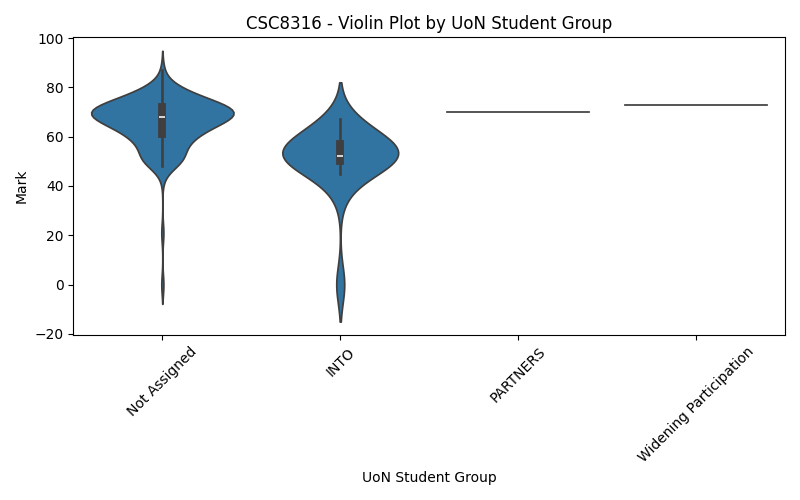 CSC8316 - Violin Plot by UoN Student Group
100
80
60
40
20
0
−20
Mark
Not Assigned
INTO
PARTNERS
Widening Participation
UoN Student Group